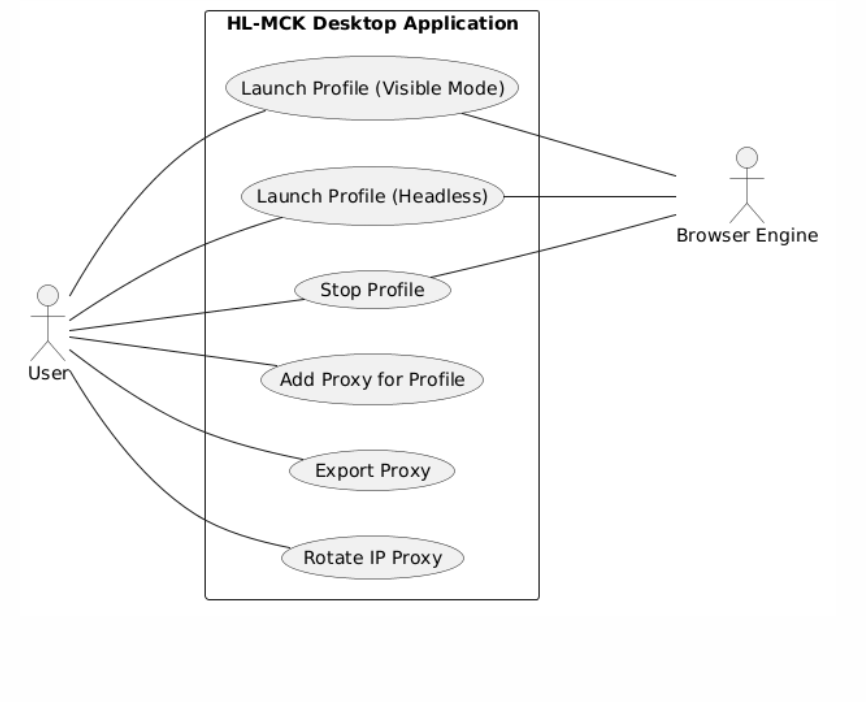 HL-MCK Desktop Application
Launch Profile (Visible Mode)
Launch Profile (Headless)
Browser Engine
Stop Profile
User
Add Proxy for Profile
Export Proxy
Rotate IP Proxy